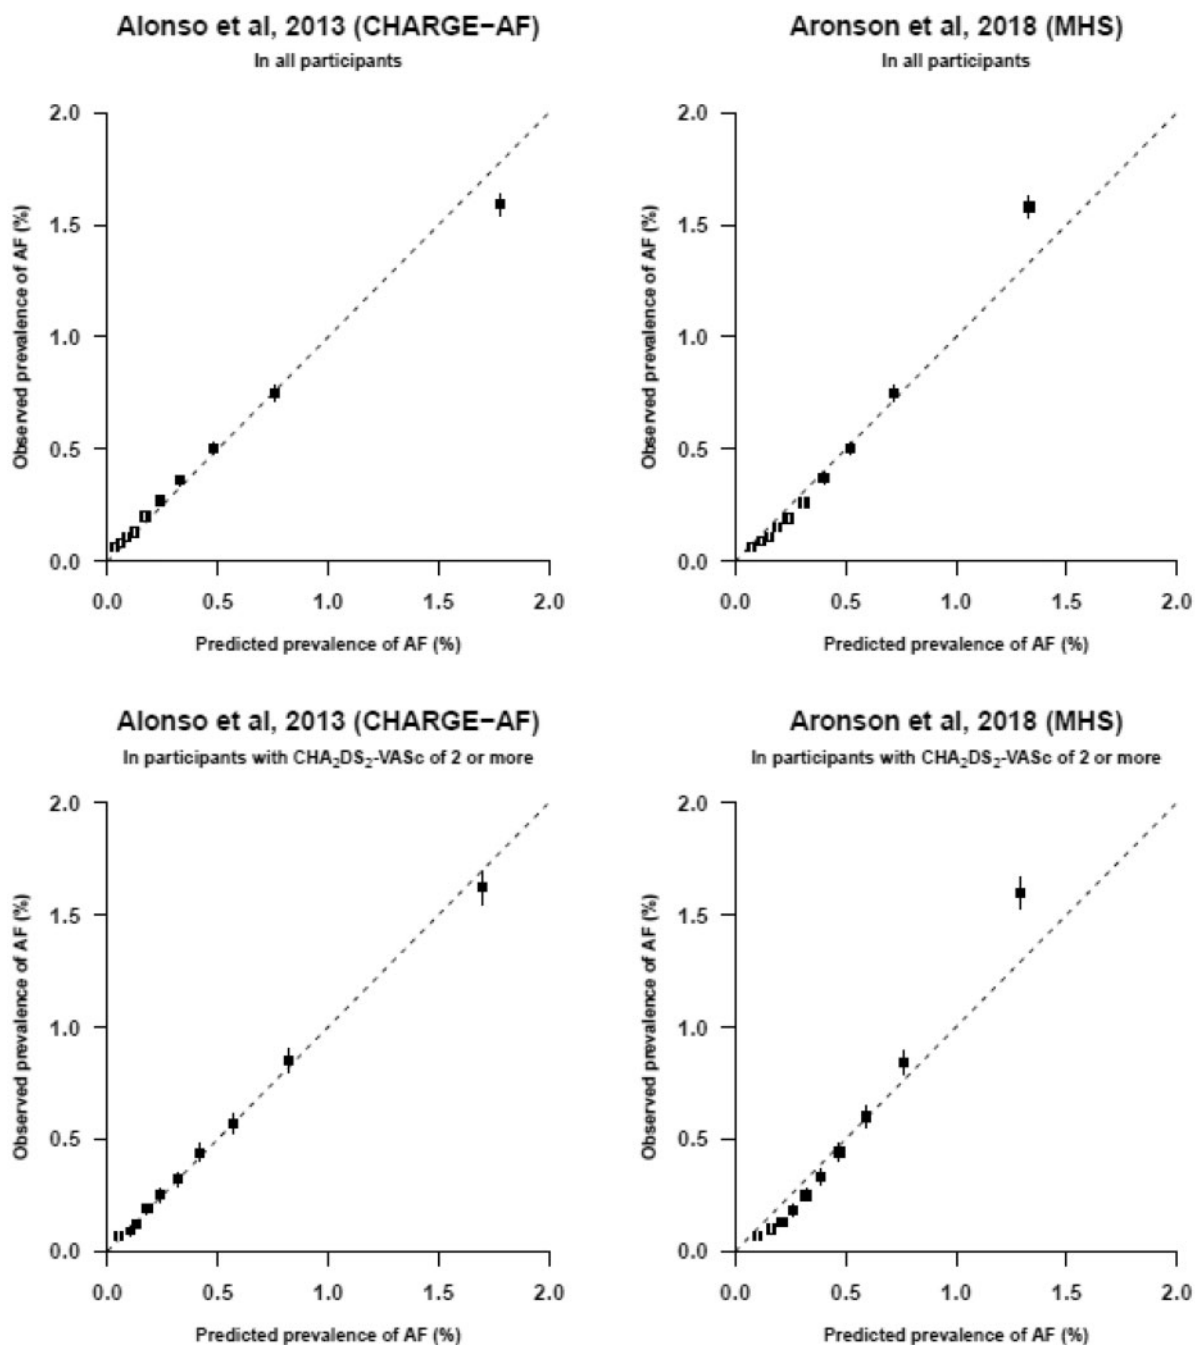 Alonso et al, 2013 (CHARGE−AF)
In all participants
2.0
1.5
1.0
0.5
0.0
Observed prevalence of AF (%)
0.0 0.5 1.0 1.5 2.0
Predicted prevalence of AF (%)
Aronson et al, 2018 (MHS)
In all participants
2.0
1.5
1.0
0.5
0.0
Observed prevalence of AF (%)
0.0 0.5 1.0 1.5 2.0
Predicted prevalence of AF (%)
Alonso et al, 2013 (CHARGE−AF)
In participants with CHA₂DS₂-VASc of 2 or more
2.0
1.5
1.0
0.5
0.0
Observed prevalence of AF (%)
0.0 0.5 1.0 1.5 2.0
Predicted prevalence of AF (%)
Aronson et al, 2018 (MHS)
In participants with CHA₂DS₂-VASc of 2 or more
2.0
1.5
1.0
0.5
0.0
Observed prevalence of AF (%)
0.0 0.5 1.0 1.5 2.0
Predicted prevalence of AF (%)